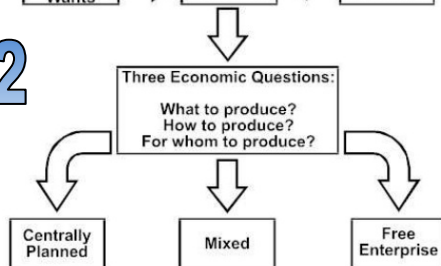 Wants
2
Three Economic Questions:
What to produce?
How to produce?
For whom to produce?
Centrally
Planned
Mixed
Free
Enterprise